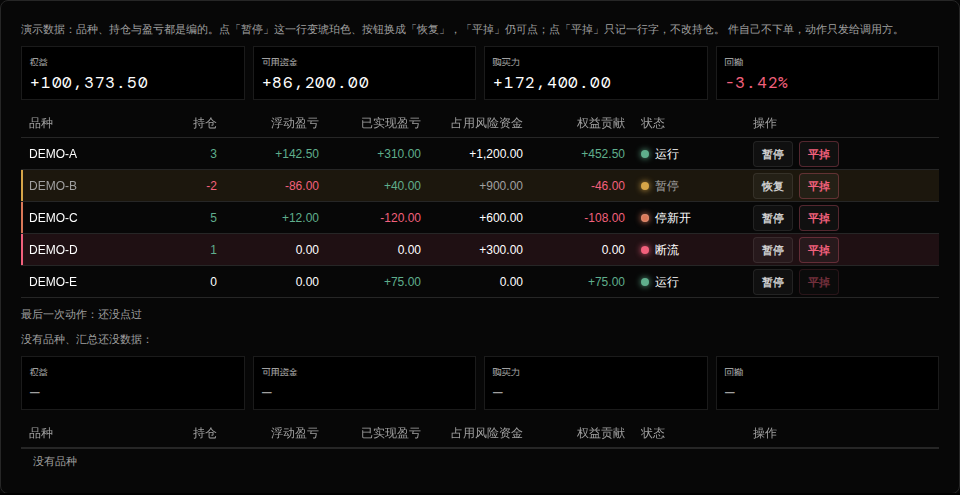 演示数据：品种、持仓与盈亏都是编的。点「暂停」这一行变琥珀色、按钮换成「恢复」，「平掉」仍可点；点「平掉」只记一行字，不改持仓。 件自己不下单，动作只发给调用方。
权益 可用资金 购买力 回撤
+100,373.50 +86,200.00 +172,400.00 -3.42%
品种 持仓 浮动盈亏 已实现盈亏 占用风险资金 权益贡献 状态 操作
DEMO-A 3 +142.50 +310.00 +1,200.00 +452.50 运行 暂停 平掉
DEMO-B -2 -86.00 +40.00 +900.00 -46.00 暂停 恢复 平掉
DEMO-C 5 +12.00 -120.00 +600.00 -108.00 停新开 暂停 平掉
DEMO-D 1 0.00 0.00 +300.00 0.00 断流 暂停 平掉
DEMO-E 0 0.00 +75.00 0.00 +75.00 运行 暂停 平掉
最后一次动作：还没点过
没有品种、汇总还没数据：
权益 可用资金 购买力 回撤
— — — —
品种 持仓 浮动盈亏 已实现盈亏 占用风险资金 权益贡献 状态 操作
没有品种